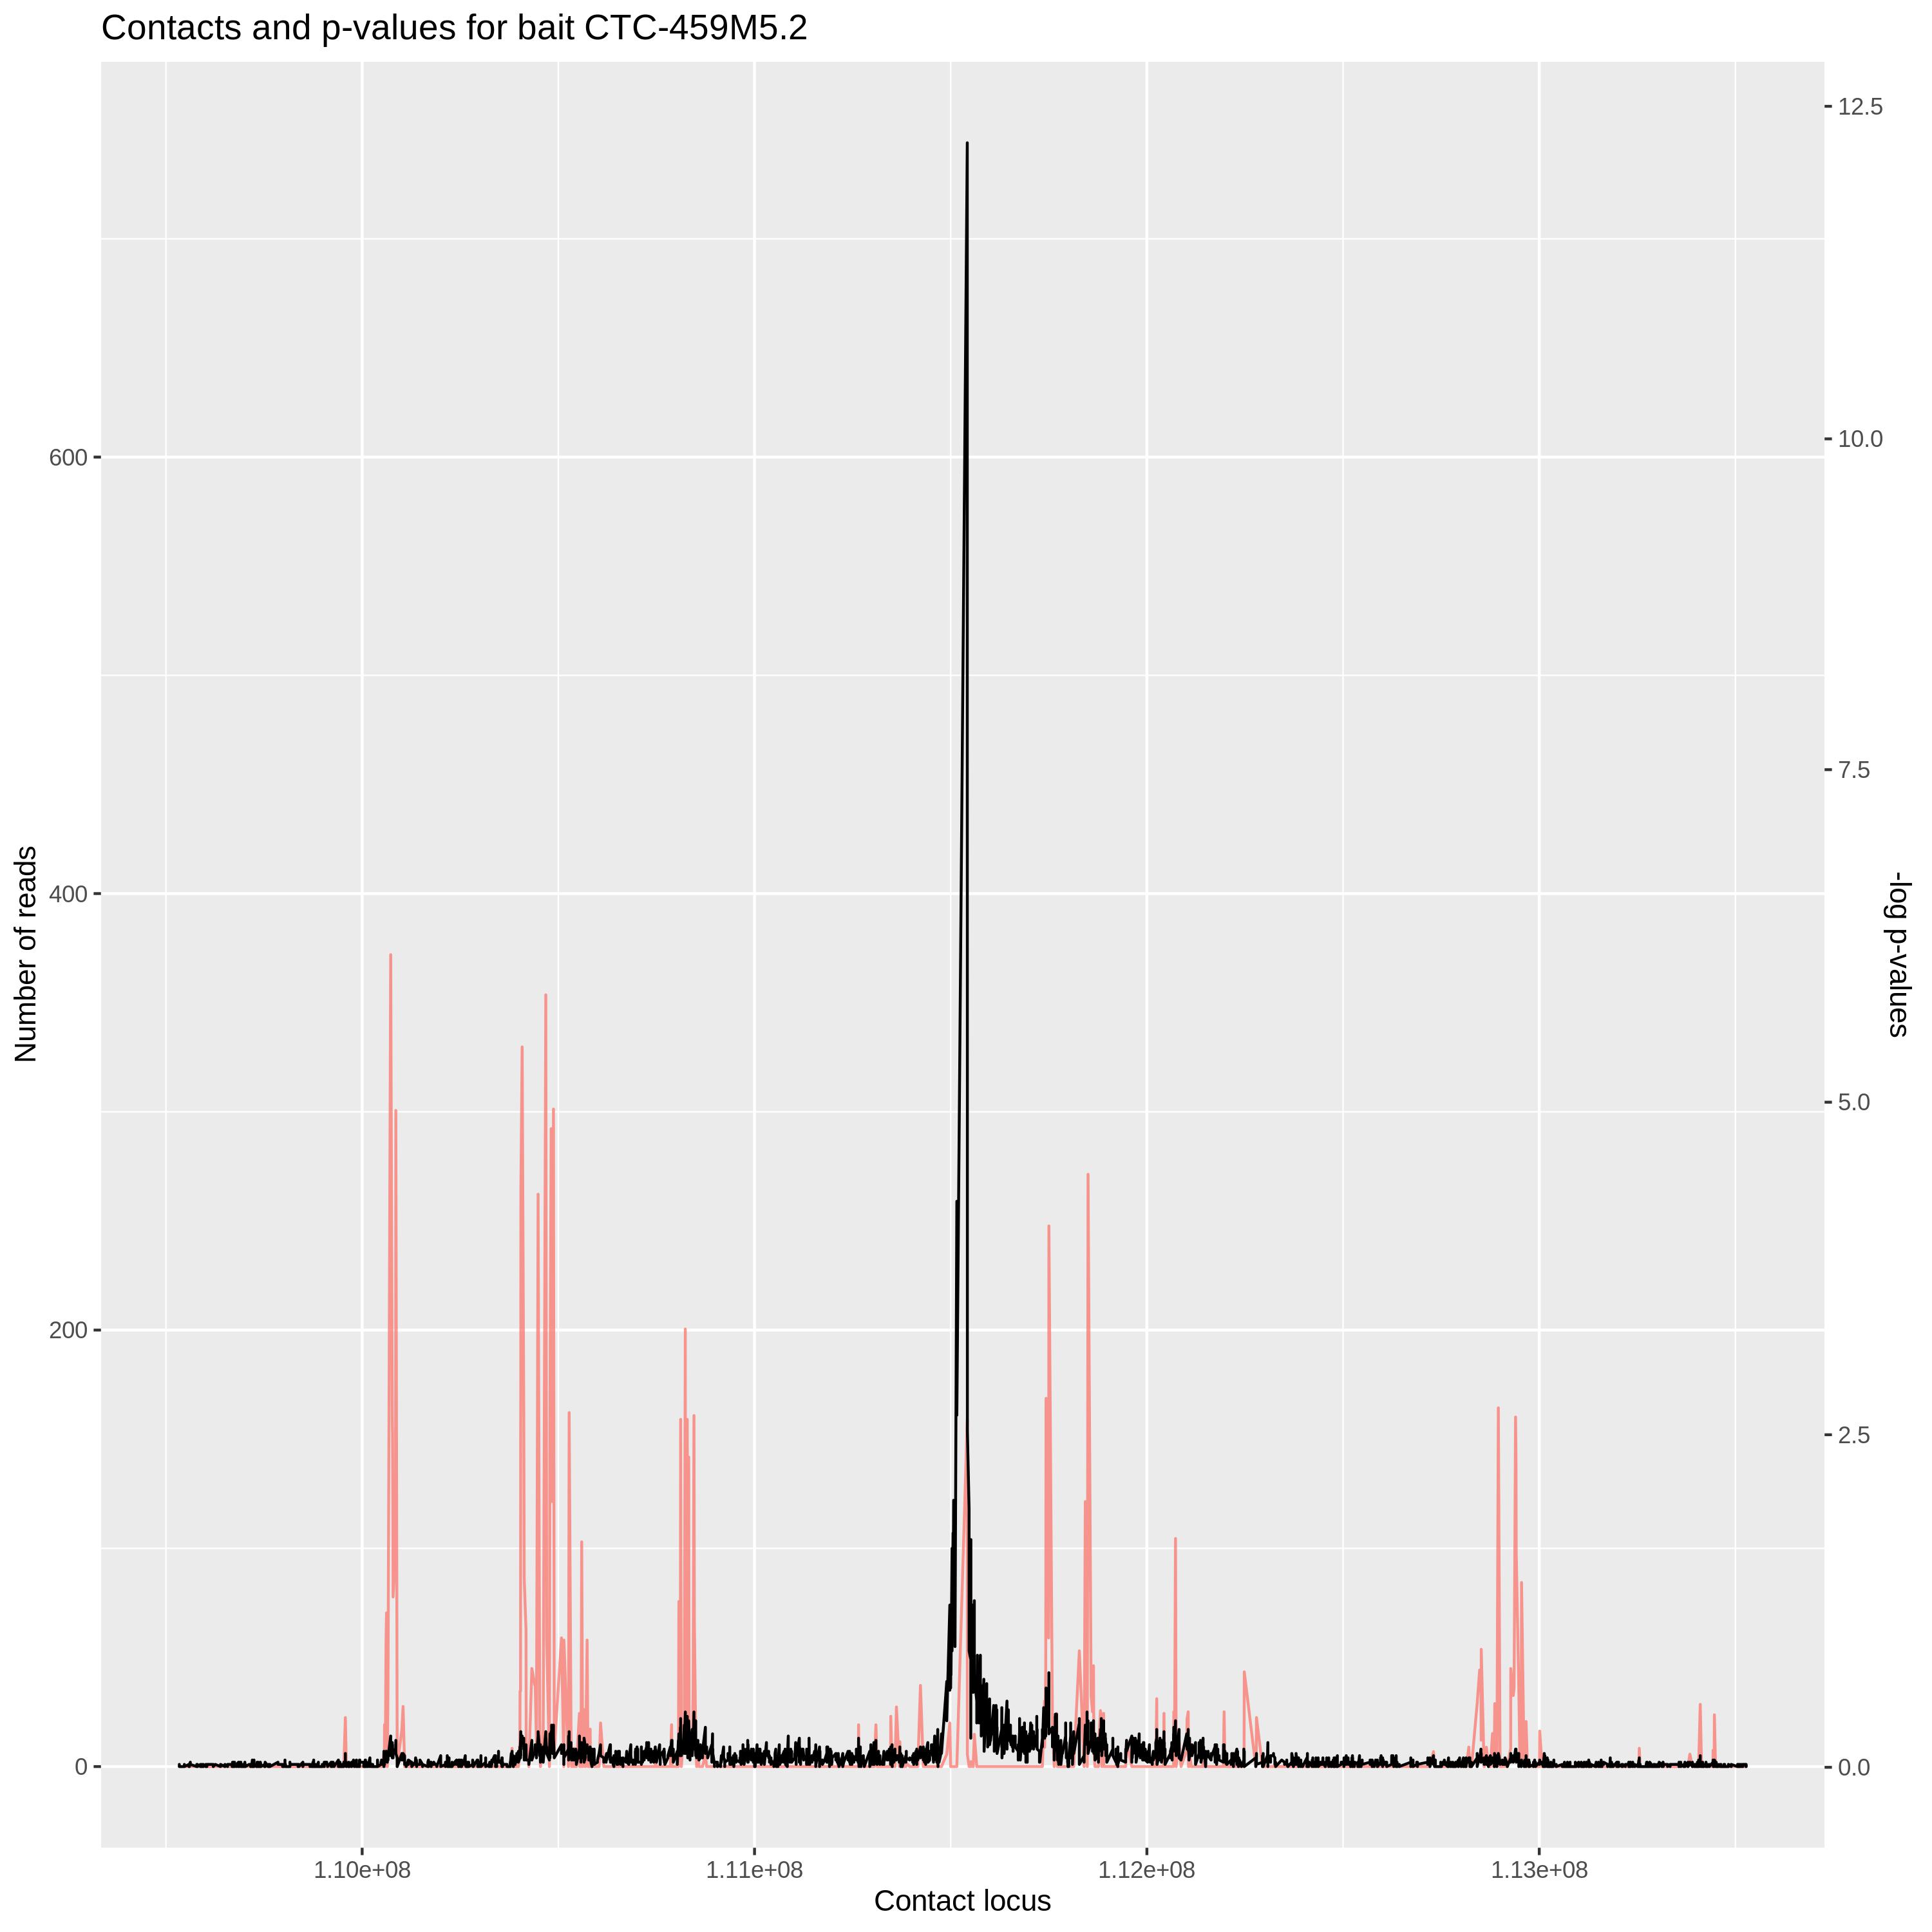 Contacts and p-values for bait CTC-459M5.2
12.5
10.0
7.5
5.0
2.5
0.0
600
400
200
0
Number of reads
-log p-values
1.10e+08
1.11e+08
1.12e+08
1.13e+08
Contact locus